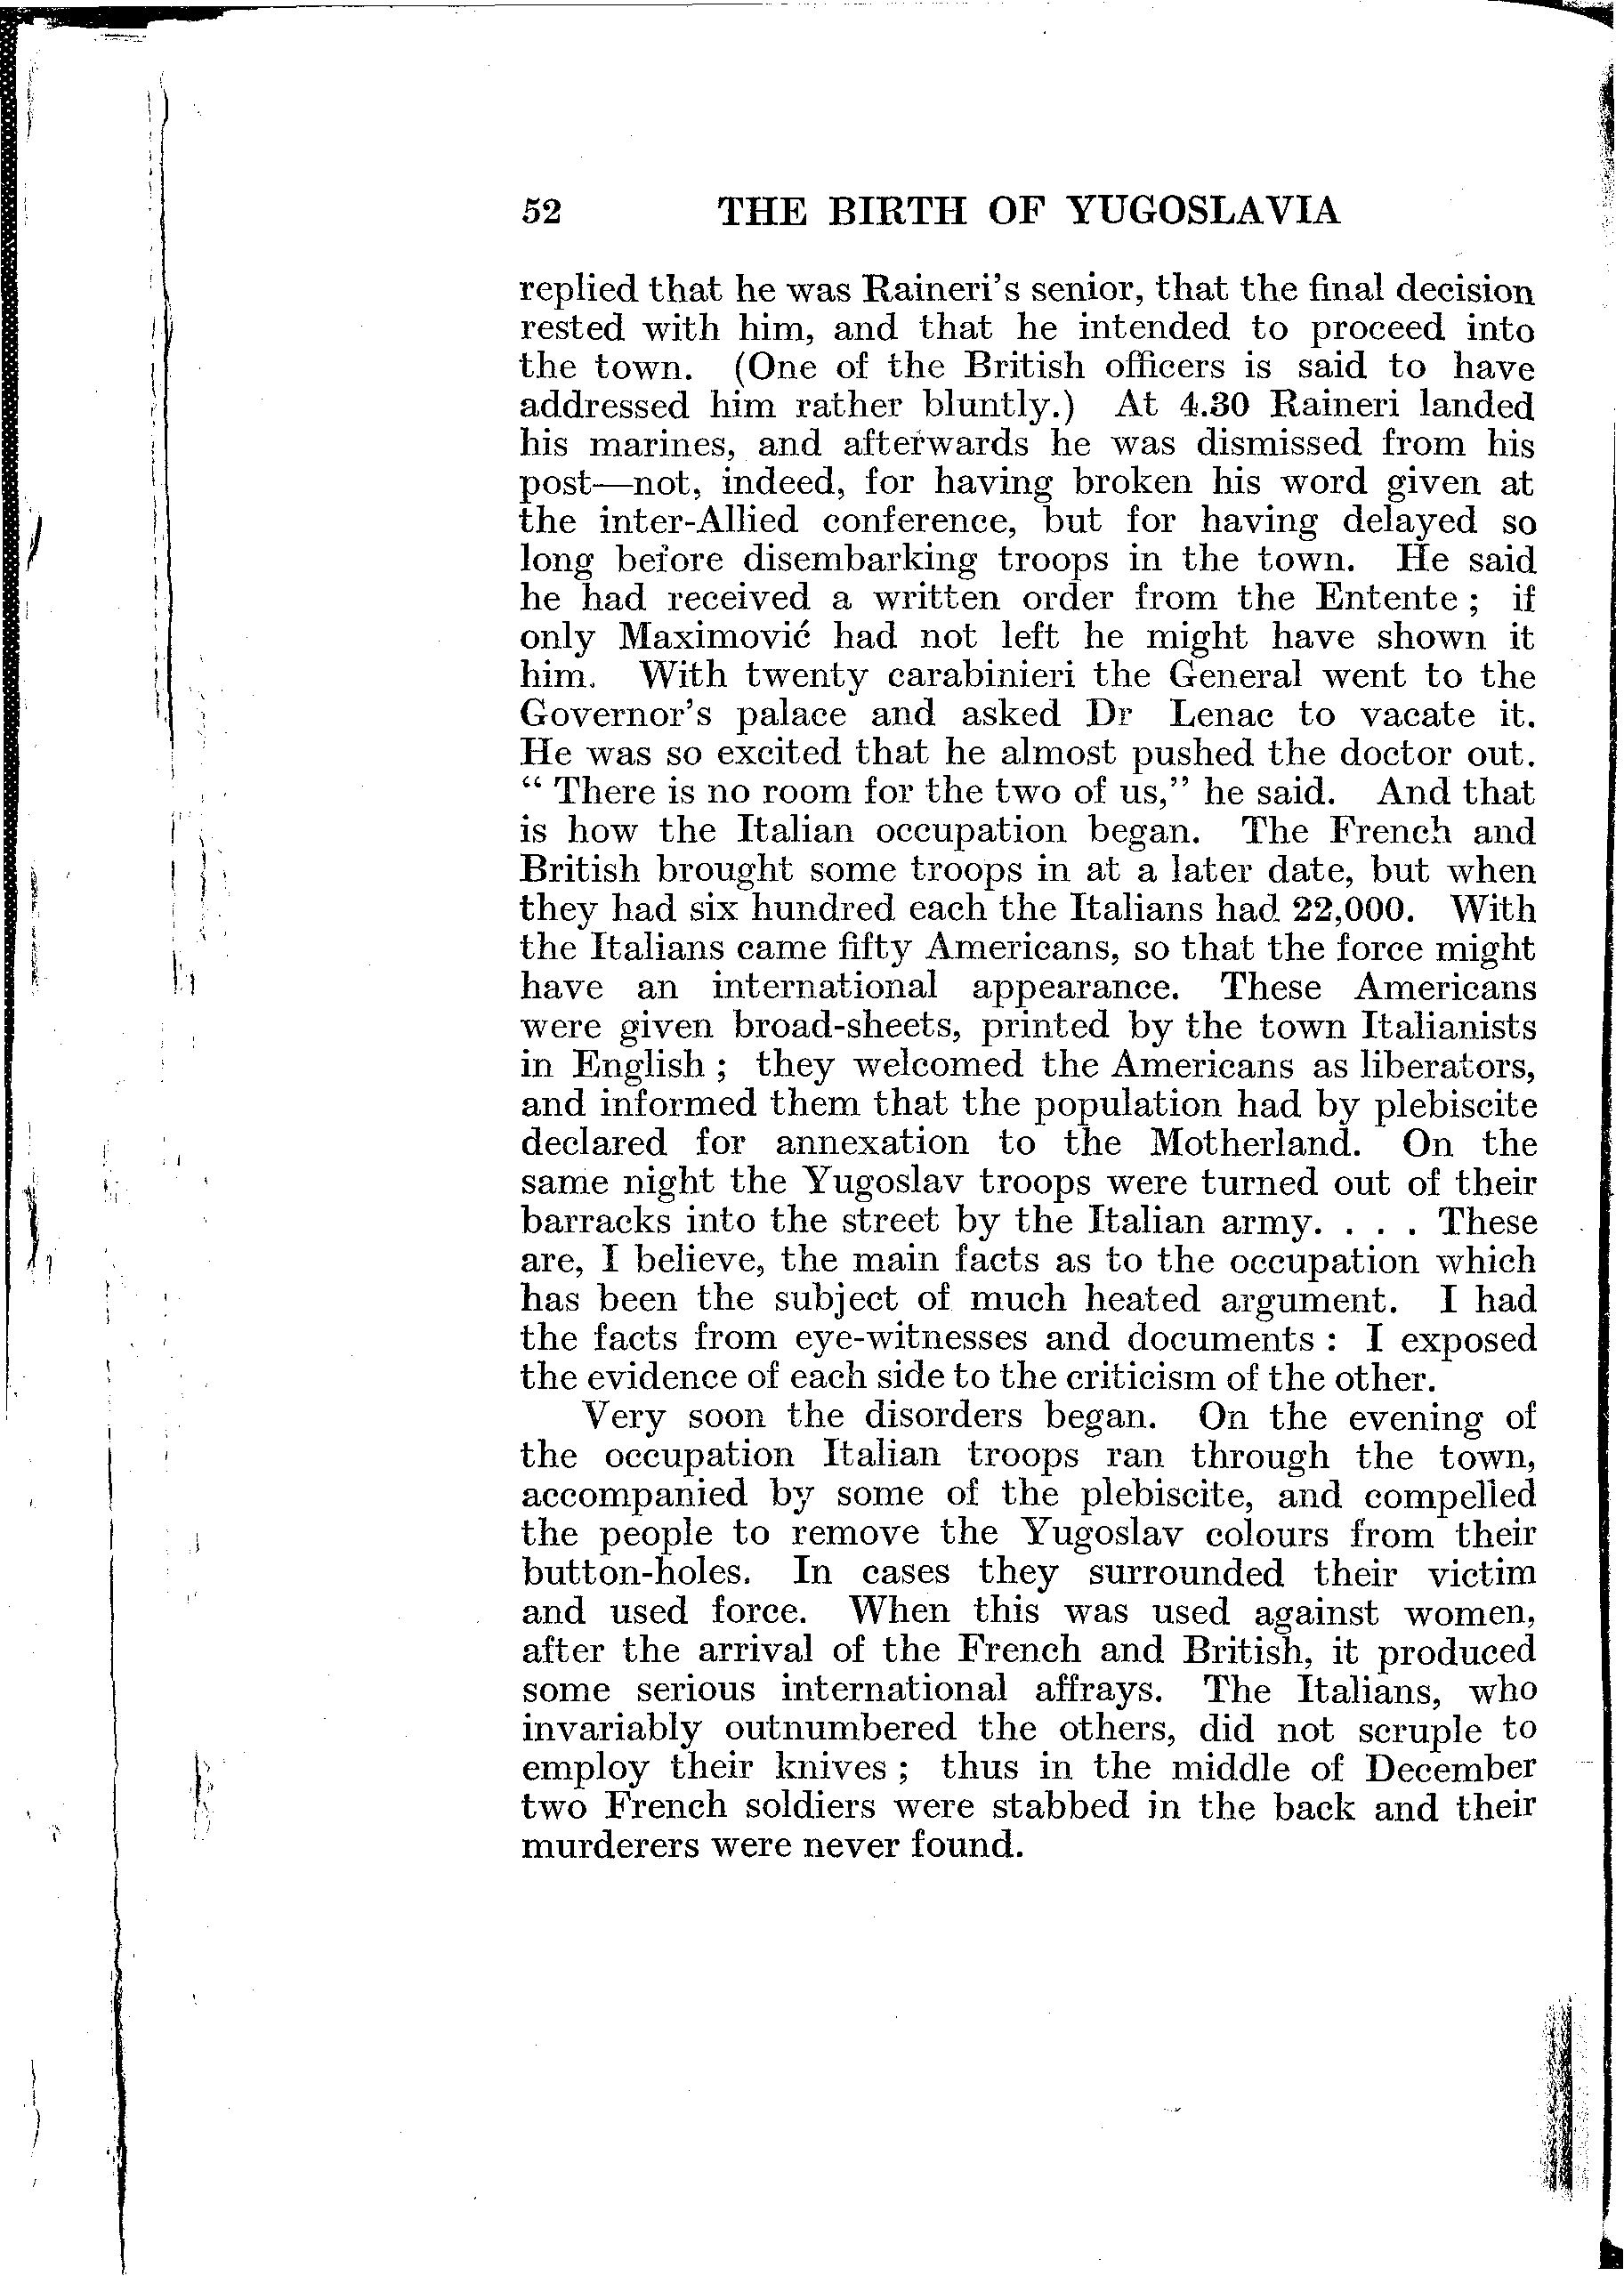 52 THE BIRTH OF YUGOSLAVIA
replied that he was Raineri's senior, that the final decision
rested with him, and that he intended to proceed into
the town. (One of the British officers is said to have
addressed him rather bluntly.) At 4.30 Raineri landed
his marines, and afterwards he was dismissed from his
post—not, indeed, for having broken his word given at
the inter-Allied conference, but for having delayed so
long before disembarking troops in the town. He said
he had received a written order from the Entente ; if
only Maximović had not left he might have shown it
him. With twenty carabinieri the General went to the
Governor's palace and asked Dr Lenac to vacate it.
He was so excited that he almost pushed the doctor out.
“ There is no room for the two of us,” he said. And that
is how the Italian occupation began. The French and
British brought some troops in at a later date, but when
they had six hundred each the Italians had 22,000. With
the Italians came fifty Americans, so that the force might
have an international appearance. These Americans
were given broad-sheets, printed by the town Italianists
in English ; they welcomed the Americans as liberators,
and informed them that the population had by plebiscite
declared for annexation to the Motherland. On the
same night the Yugoslav troops were turned out of their
barracks into the street by the Italian army. . . . These
are, I believe, the main facts as to the occupation which
has been the subject of much heated argument. I had
the facts from eye-witnesses and documents : I exposed
the evidence of each side to the criticism of the other.
Very soon the disorders began. On the evening of
the occupation Italian troops ran through the town,
accompanied by some of the plebiscite, and compelled
the people to remove the Yugoslav colours from their
button-holes. In cases they surrounded their victim
and used force. When this was used against women,
after the arrival of the French and British, it produced
some serious international affrays. The Italians, who
invariably outnumbered the others, did not scruple to
employ their knives ; thus in the middle of December
two French soldiers were stabbed in the back and their
murderers were never found.